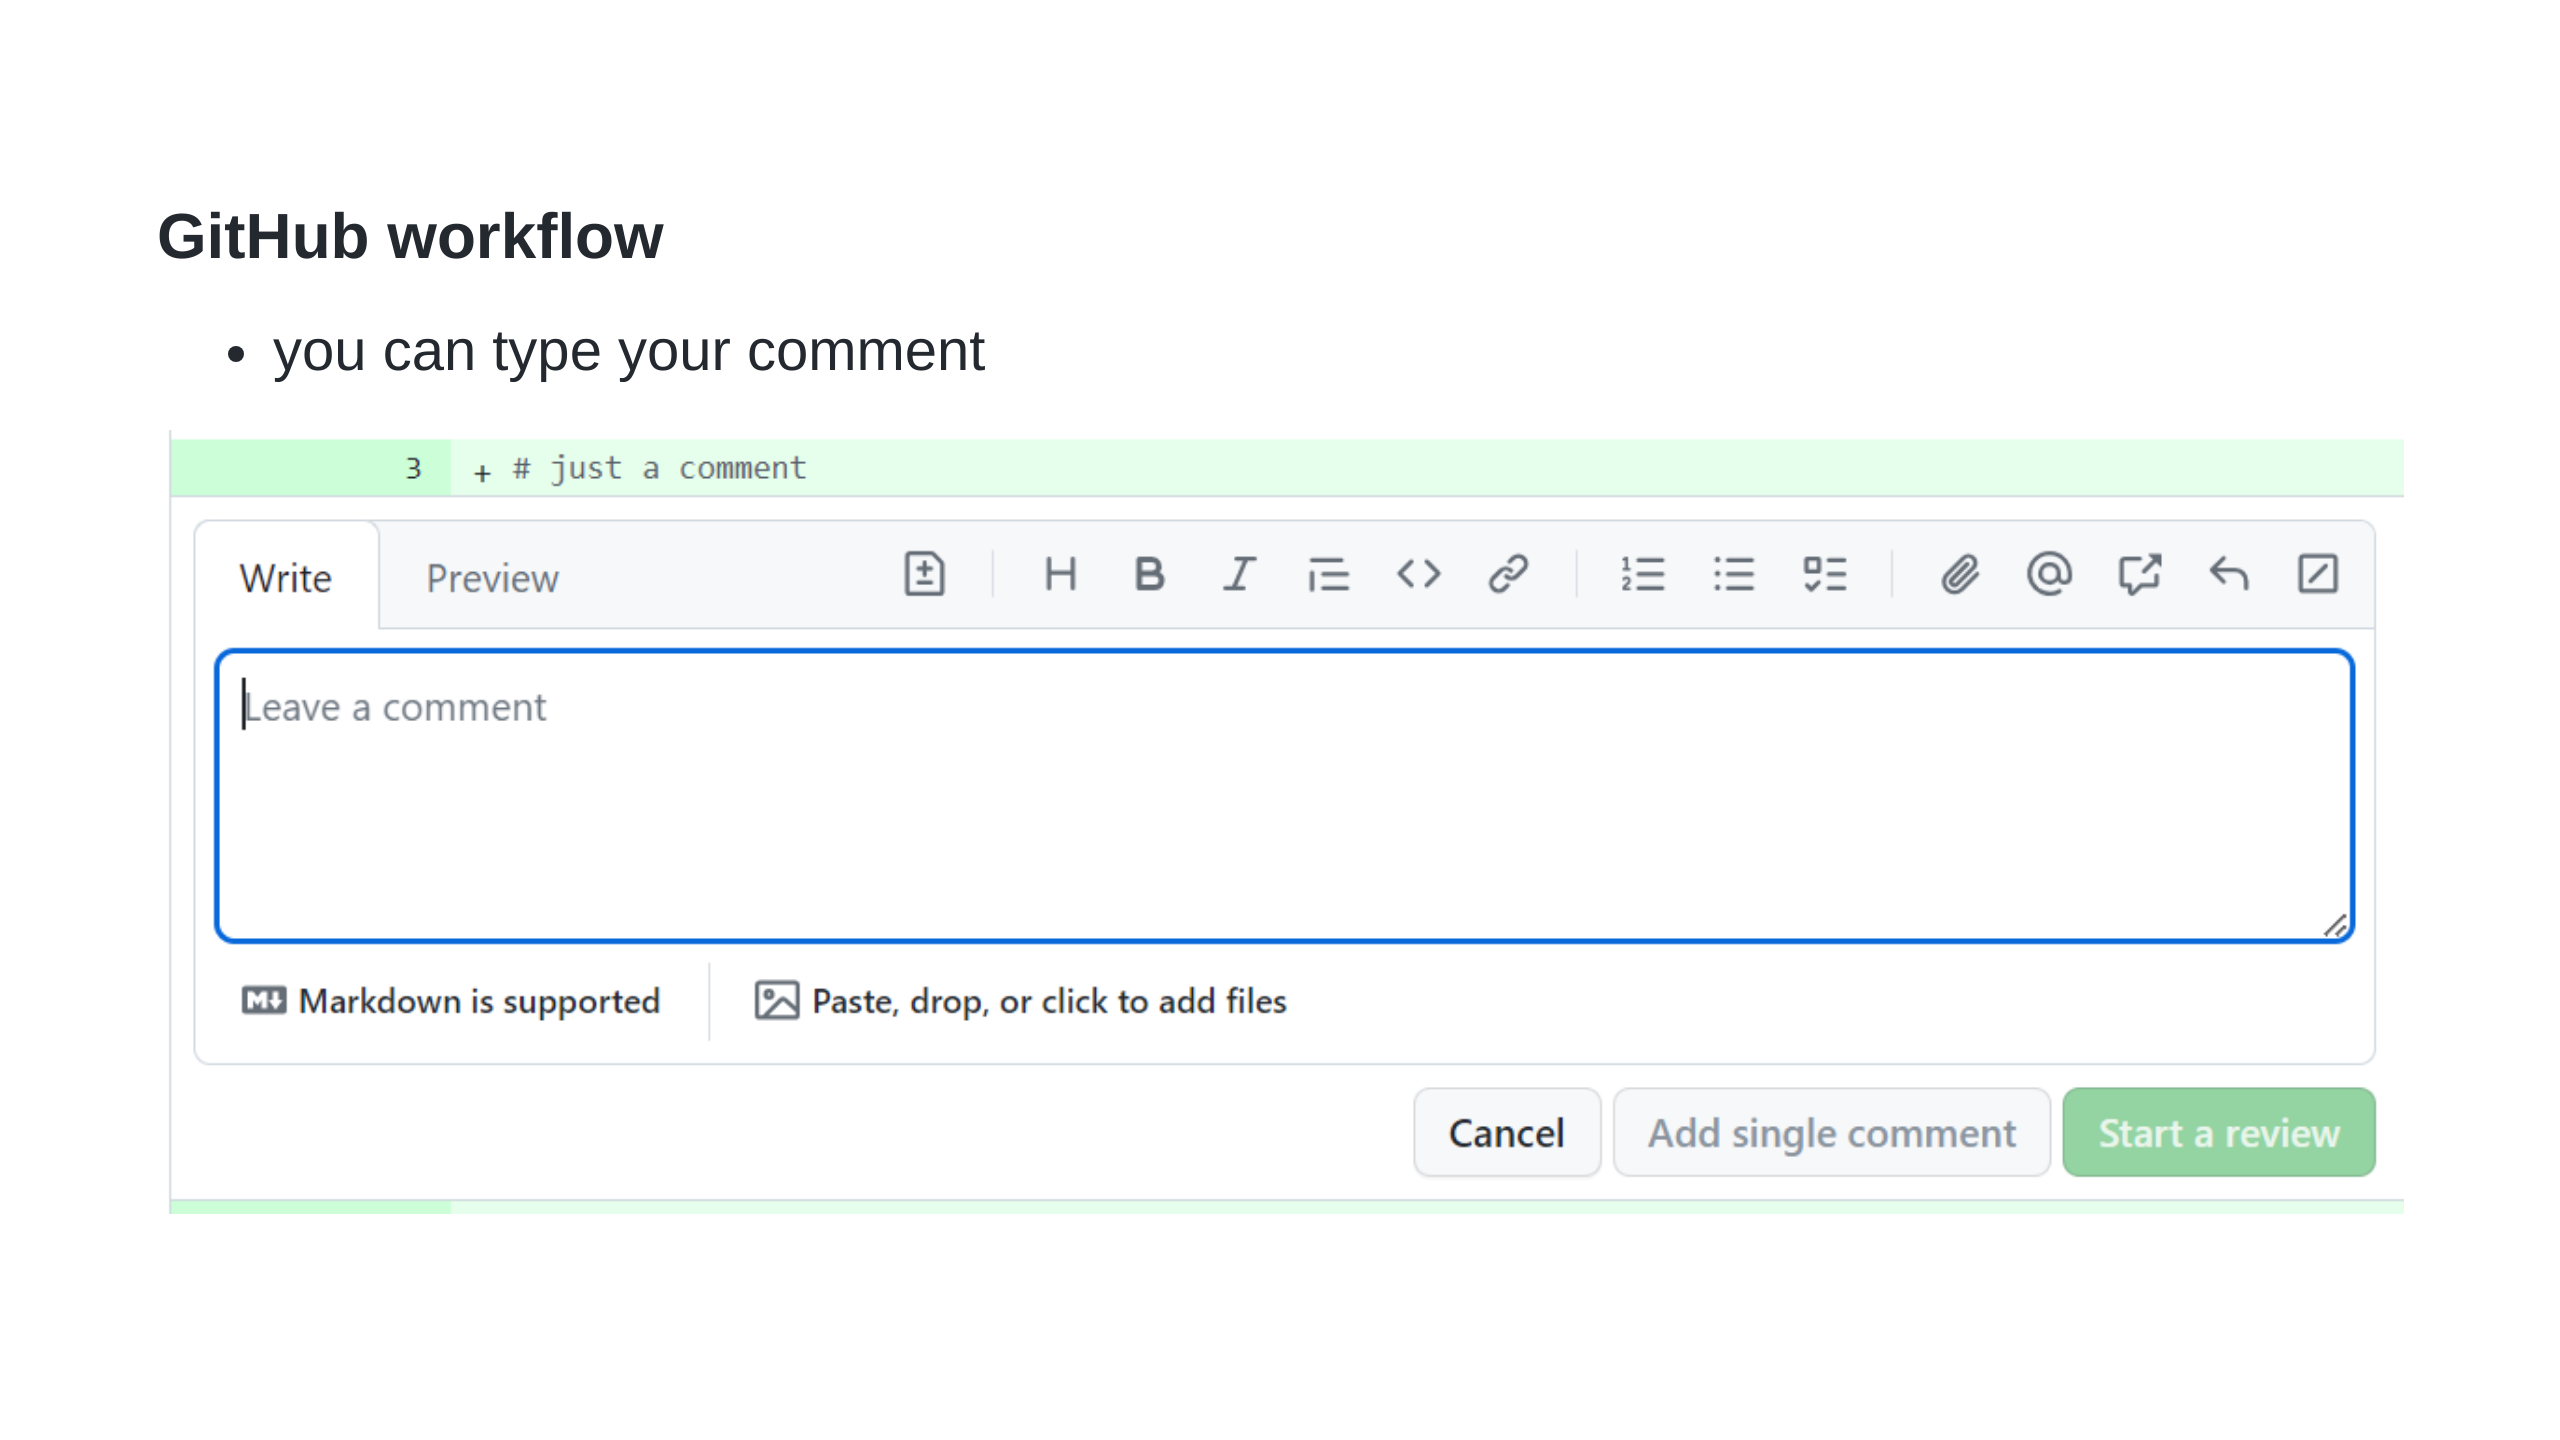 GitHub workflow
• you can type your comment
3 + # just a comment
Write Preview
Leave a comment
Markdown is supported Paste, drop, or click to add files
Cancel Add single comment Start a review